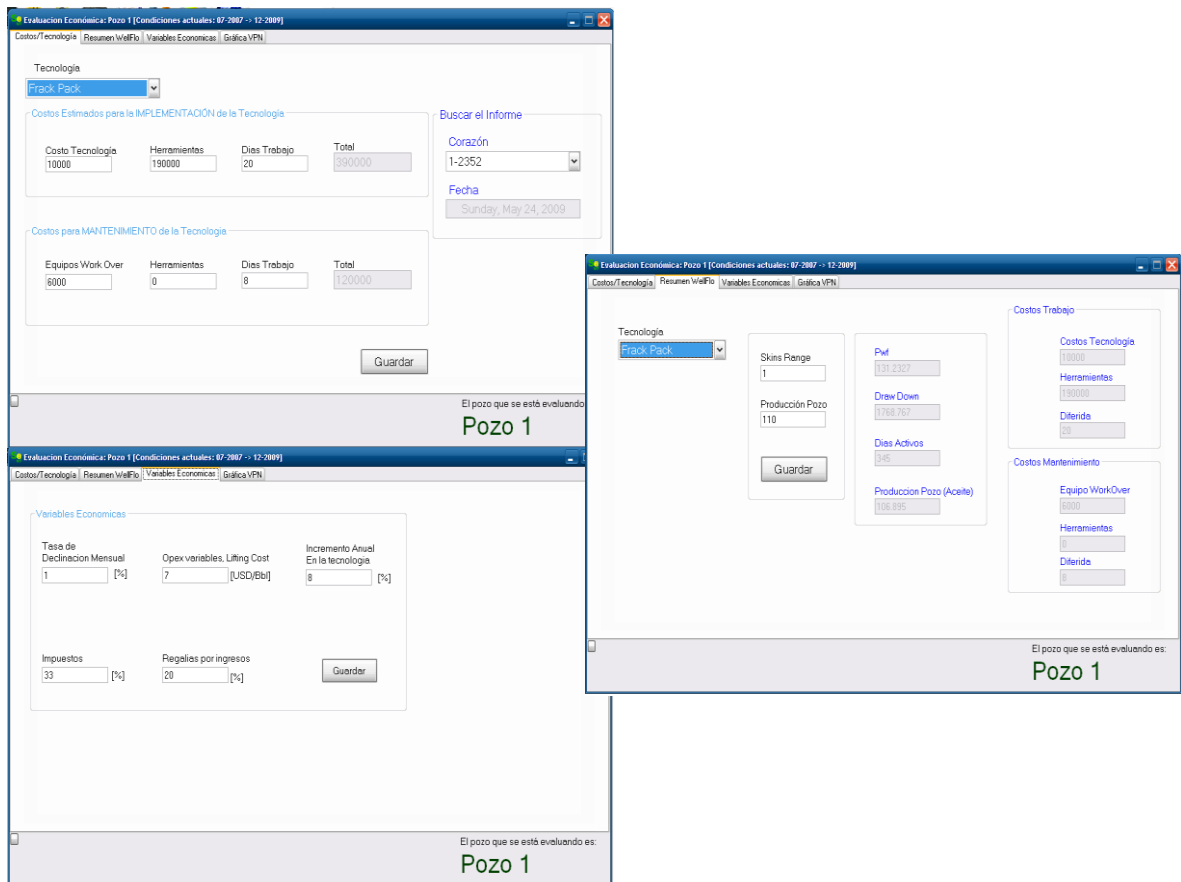 Evaluacion Económica: Pozo 1 [Condiciones actuales: 07-2007 -> 12-2009]
Costos/Tecnología Resumen WellFlo Variables Economicas Gráfica VPN
Tecnología
Frack Pack
Costos Estimados para la IMPLEMENTACIÓN de la Tecnología
Costo Tecnología Herramientas Dias Trabajo Total
10000 190000 20 390000
Buscar el Informe
Corazón
1-2352
Fecha
Sunday, May 24, 2009
Costos para MANTENIMIENTO de la Tecnología
Equipos Work Over Herramientas Dias Trabajo Total
6000 0 8 120000
Guardar
El pozo que se está evaluando
Pozo 1
Evaluacion Económica: Pozo 1 [Condiciones actuales: 07-2007 -> 12-2009]
Costos/Tecnología Resumen WellFlo Variables Economicas Gráfica VPN
Tecnología
Frack Pack
Skins Range
1
Producción Pozo
110
Guardar
Pwf
131.2327
Draw Down
1768.767
Dias Activos
345
Produccion Pozo (Aceite)
106.895
Costos Trabajo
Costos Tecnología
10000
Herramientas
190000
Diferida
20
Costos Mantenimiento
Equipo WorkOver
6000
Herramientas
0
Diferida
8
El pozo que se está evaluando es:
Pozo 1
Evaluacion Económica: Pozo 1 [Condiciones actuales: 07-2007 -> 12-2009]
Costos/Tecnología Resumen WellFlo Variables Economicas Gráfica VPN
Variables Economicas
Tasa de
Declinacion Mensual
1 [%]
Opex variables, Lifting Cost
7 [USD/Bbl]
Incremento Anual
En la tecnologia
8 [%]
Impuestos
33 [%]
Regalias por ingresos
20 [%]
Guardar
El pozo que se está evaluando es:
Pozo 1